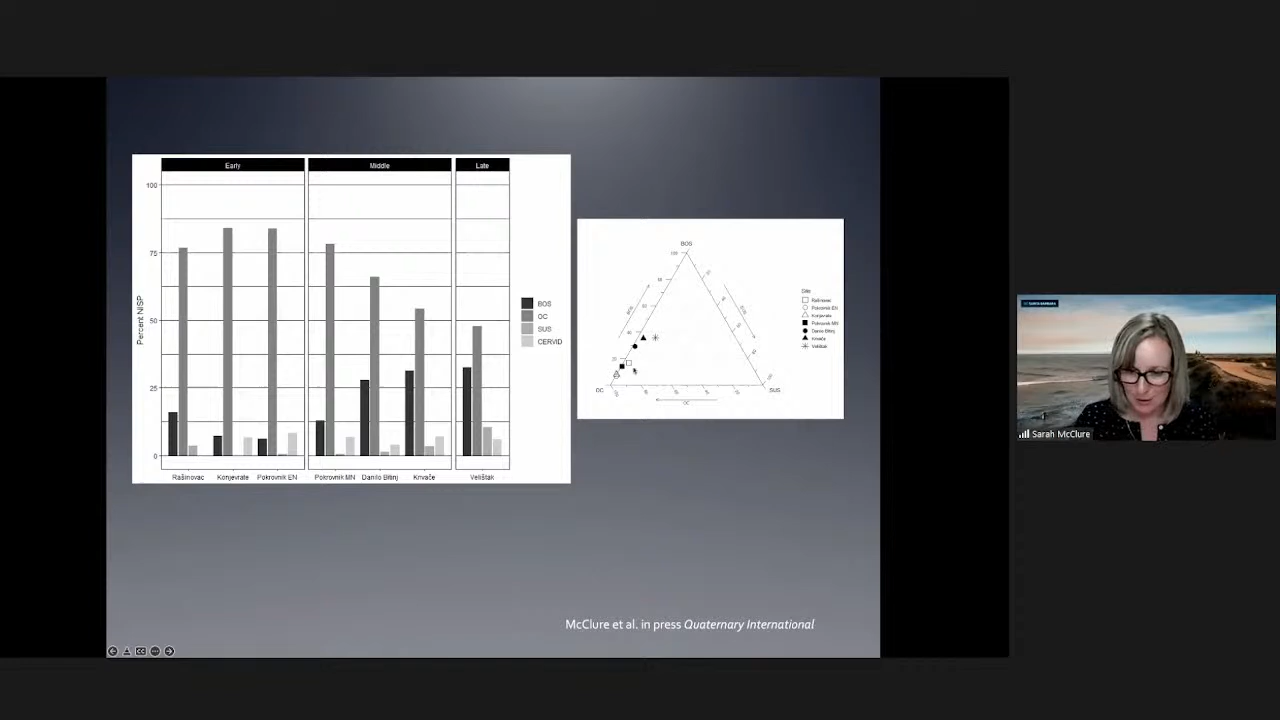 Early Middle Late
100
75
50
25
0
Percent NISP
Rašinovac Konjevrate Pokrovnik EN Pokrovnik MN Danilo Bitinj Krivače Velištak
BOS
OC
SUS
CERVID
BOS
100
OC
SUS
OC
Rašinovac
Pokrovnik EN
Konjevrate
Pokrovnik MN
Danilo Bitinj
Krivače
Velištak
McClure et al. in press Quaternary International
Sarah McClure